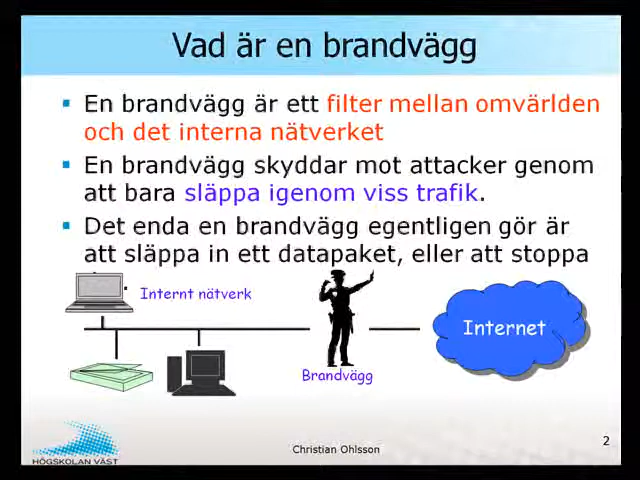 Vad är en brandvägg
En brandvägg är ett filter mellan omvärlden
och det interna nätverket
En brandvägg skyddar mot attacker genom
att bara släppa igenom viss trafik.
Det enda en brandvägg egentligen gör är
att släppa in ett datapaket, eller att stoppa
Internt nätverk
Internet
Brandvägg
HÖGSKOLAN VÄST
Christian Ohlsson
2